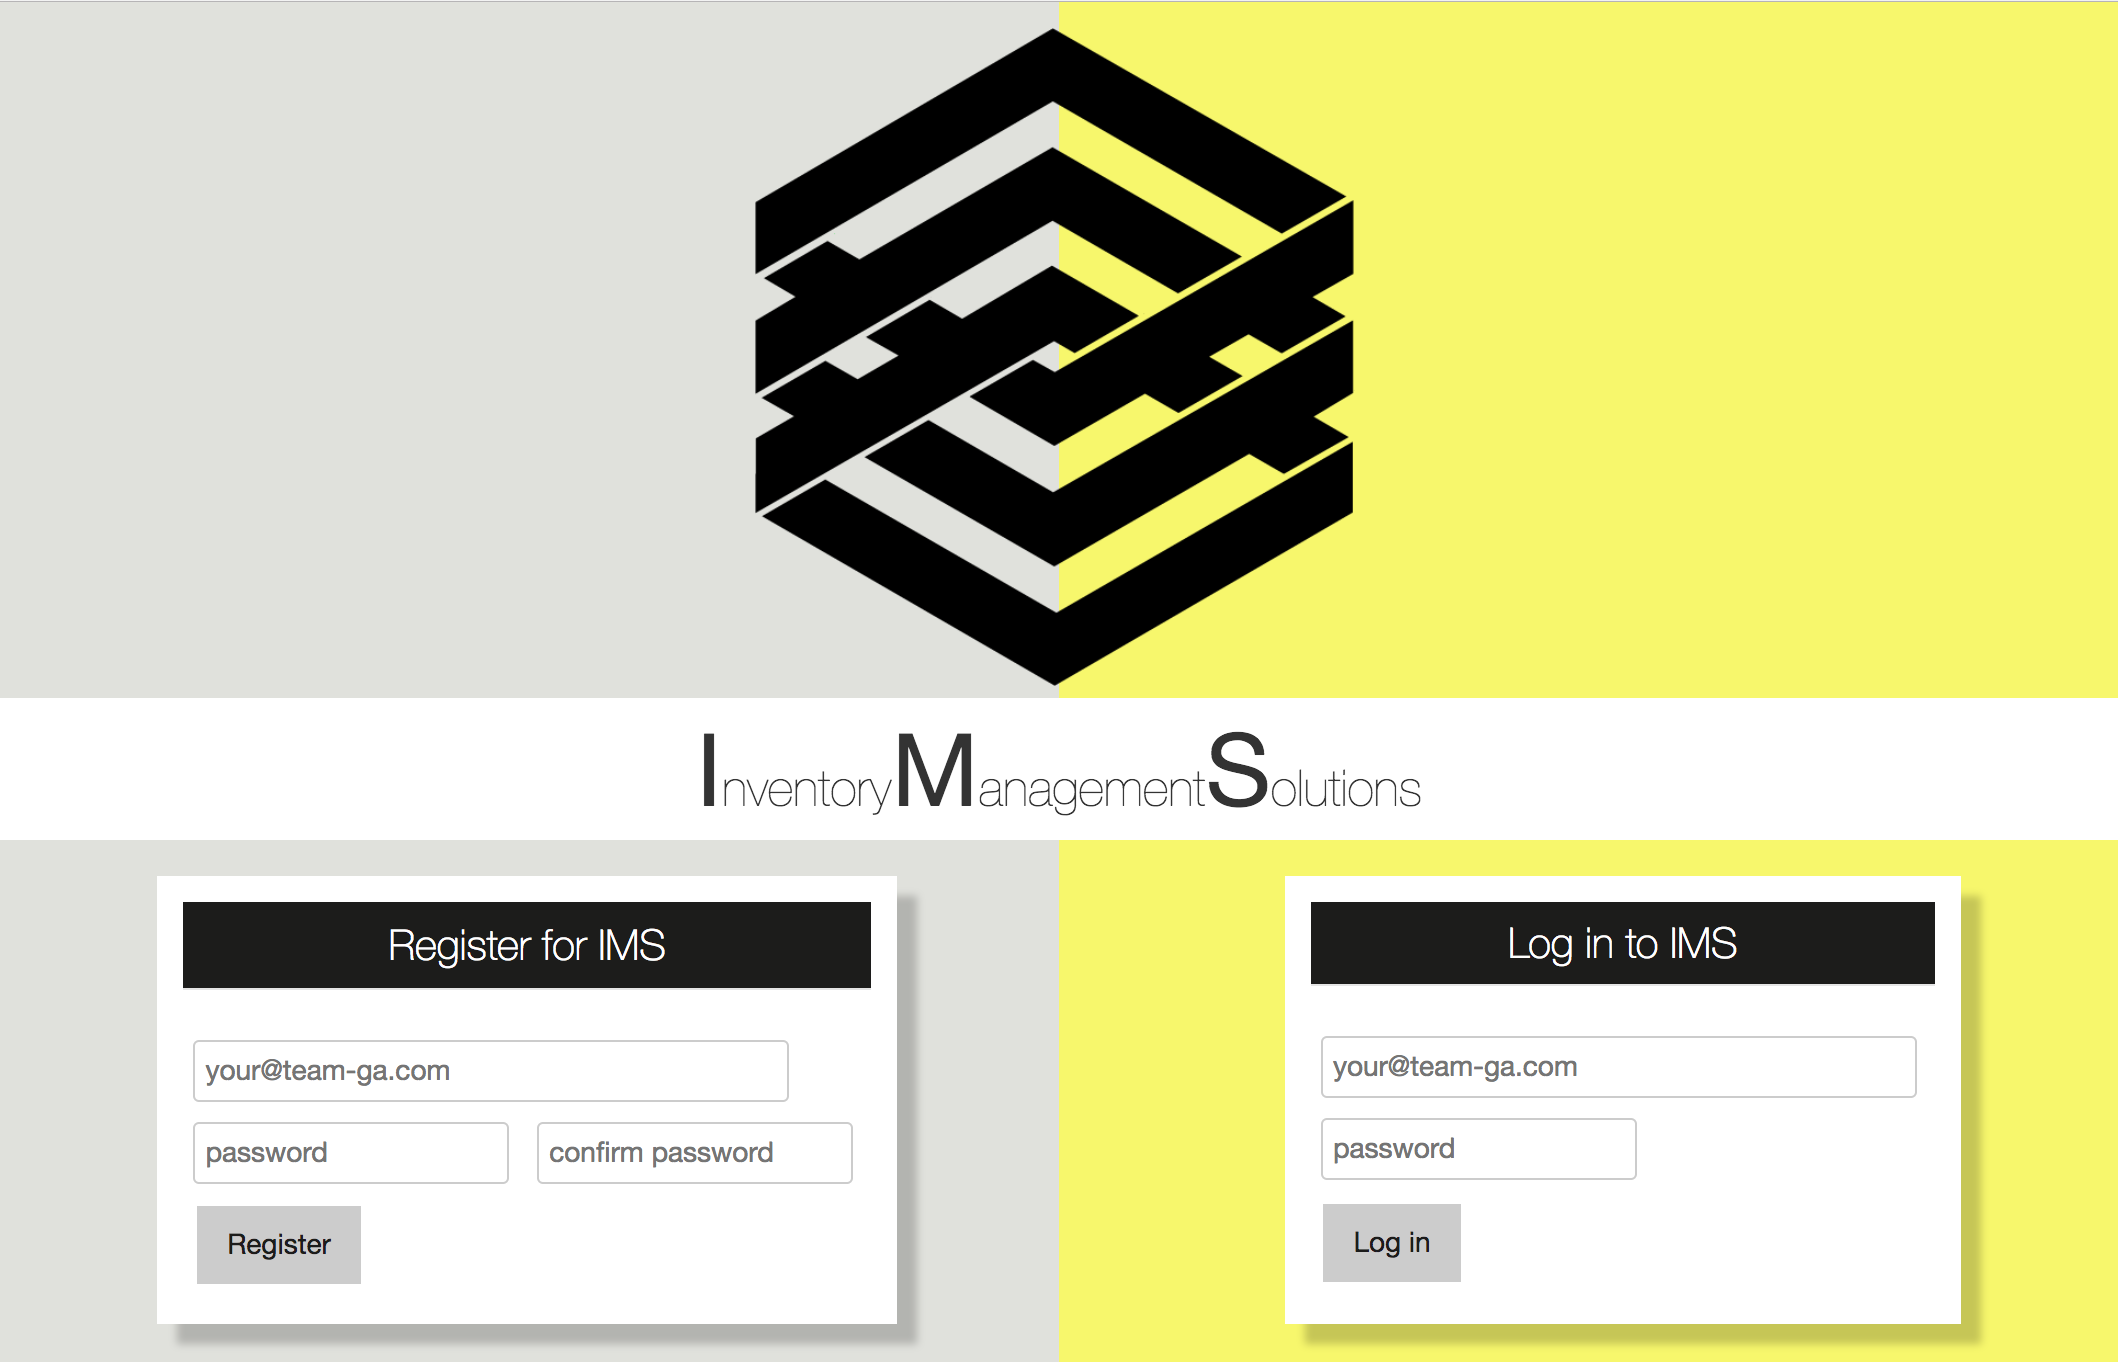 InventoryManagementSolutions
Register for IMS
your@team-ga.com
password
confirm password
Register
Log in to IMS
your@team-ga.com
password
Log in